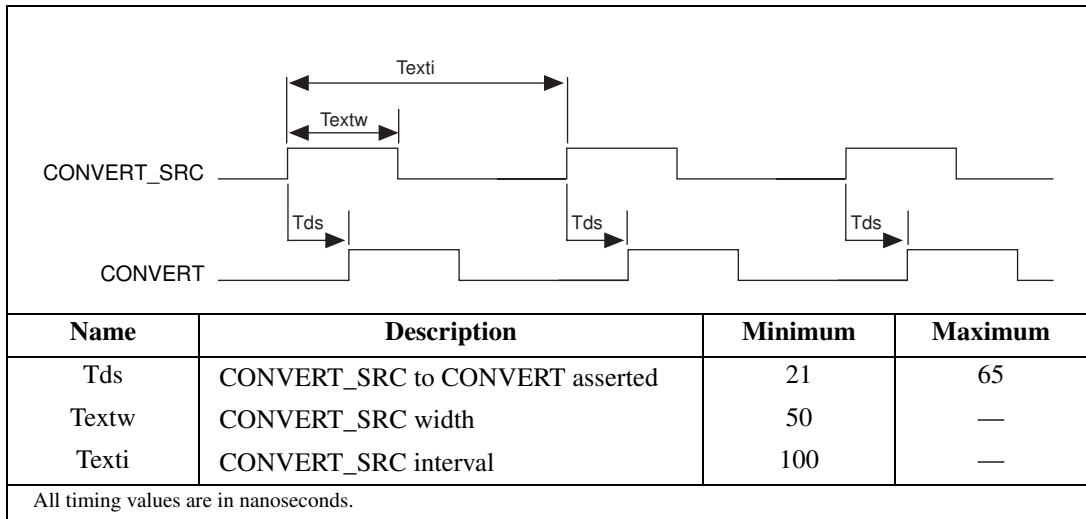 Texti
Textw
CONVERT_SRC
Tds Tds Tds
CONVERT
Name Description Minimum Maximum
Tds CONVERT_SRC to CONVERT asserted 21 65
Textw CONVERT_SRC width 50 —
Texti CONVERT_SRC interval 100 —
All timing values are in nanoseconds.